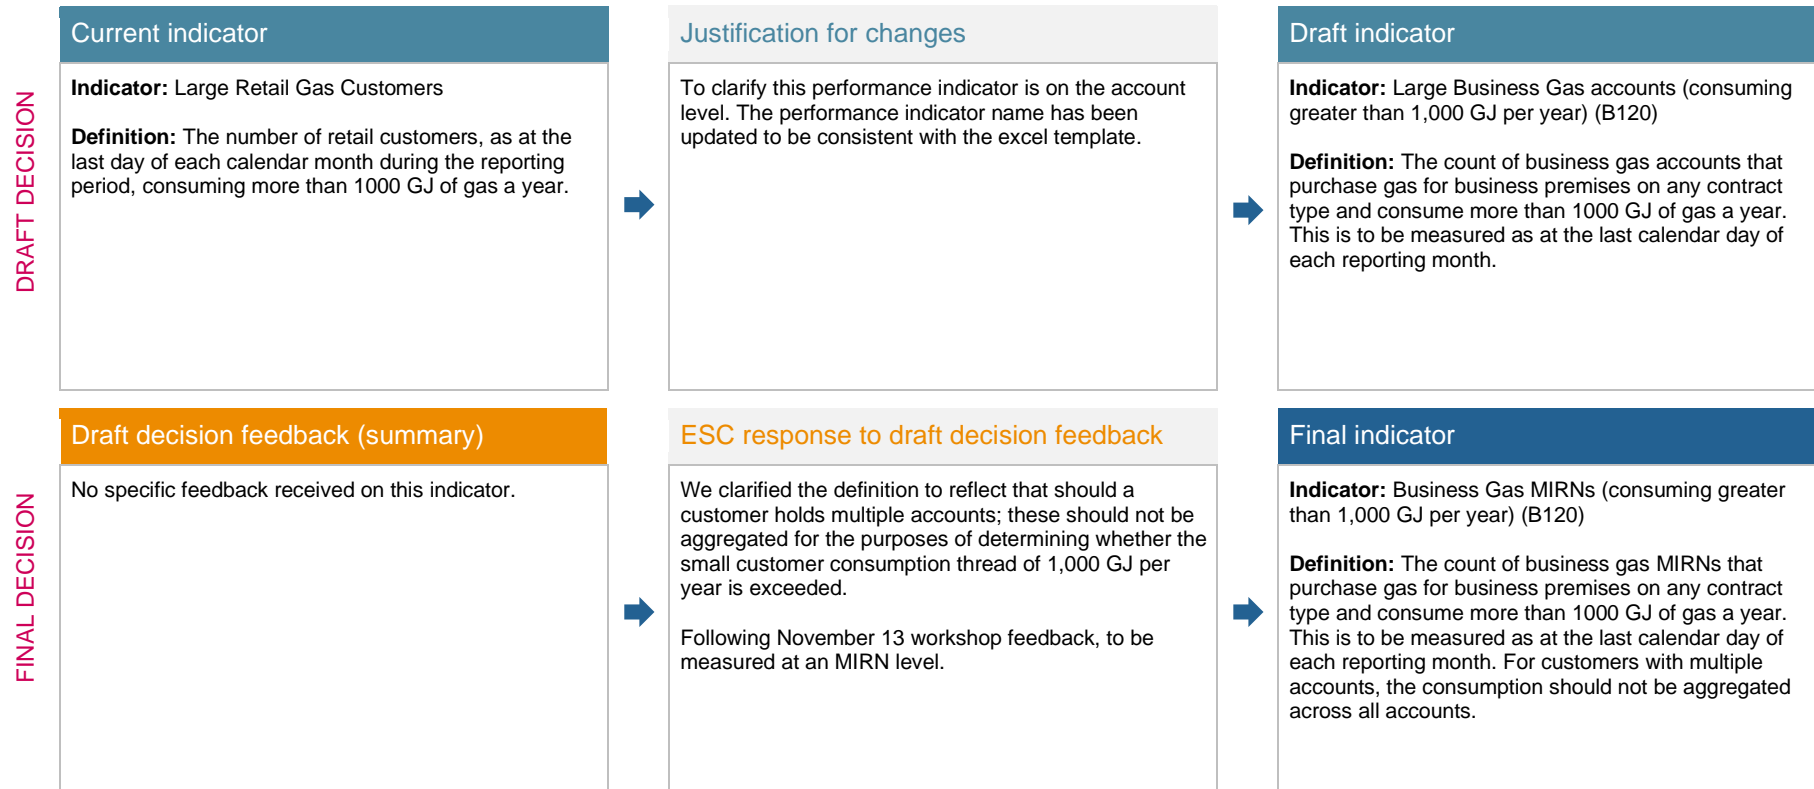 DRAFT DECISION
Current indicator
Indicator: Large Retail Gas Customers
Definition: The number of retail customers, as at the
last day of each calendar month during the reporting
period, consuming more than 1000 GJ of gas a year.
Justification for changes
To clarify this performance indicator is on the account
level. The performance indicator name has been
updated to be consistent with the excel template.
Draft indicator
Indicator: Large Business Gas accounts (consuming
greater than 1,000 GJ per year) (B120)
Definition: The count of business gas accounts that
purchase gas for business premises on any contract
type and consume more than 1000 GJ of gas a year.
This is to be measured as at the last calendar day of
each reporting month.
FINAL DECISION
Draft decision feedback (summary)
No specific feedback received on this indicator.
ESC response to draft decision feedback
We clarified the definition to reflect that should a
customer holds multiple accounts; these should not be
aggregated for the purposes of determining whether the
small customer consumption thread of 1,000 GJ per
year is exceeded.
Following November 13 workshop feedback, to be
measured at an MIRN level.
Final indicator
Indicator: Business Gas MIRNs (consuming greater
than 1,000 GJ per year) (B120)
Definition: The count of business gas MIRNs that
purchase gas for business premises on any contract
type and consume more than 1000 GJ of gas a year.
This is to be measured as at the last calendar day of
each reporting month. For customers with multiple
accounts, the consumption should not be aggregated
across all accounts.